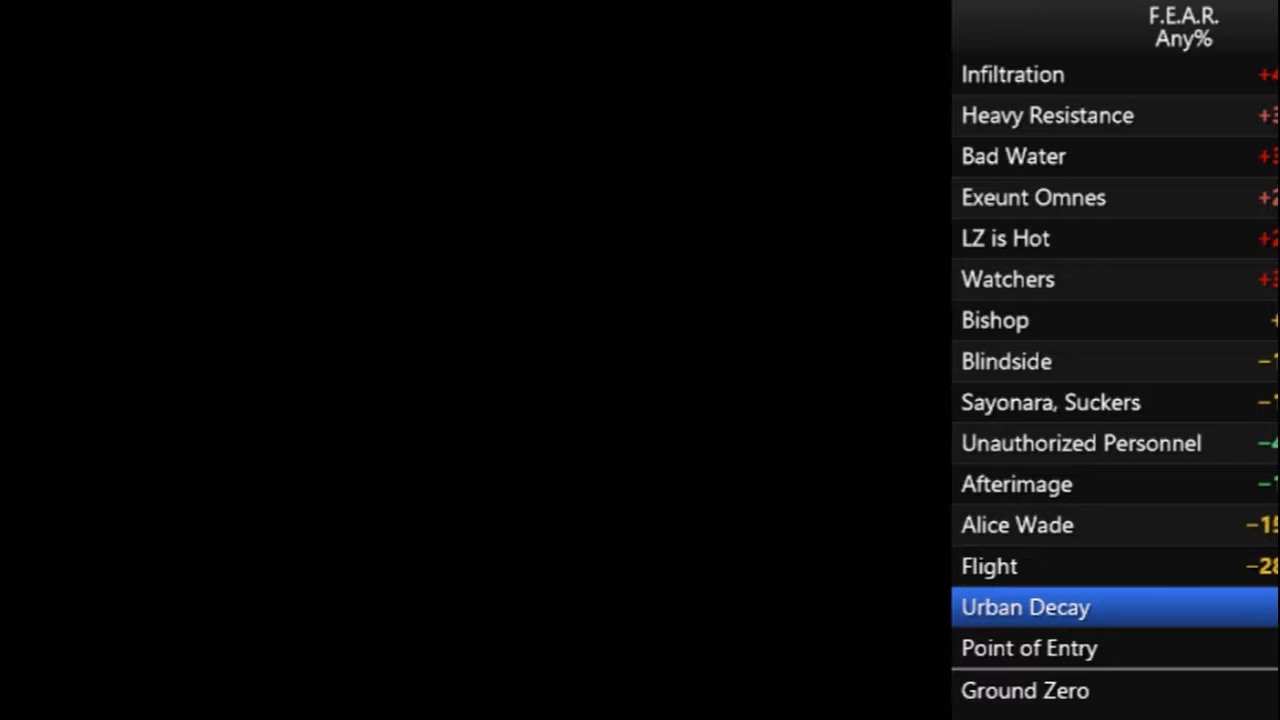 F.E.A.R.
Any%
Infiltration
Heavy Resistance
Bad Water
Exeunt Omnes
LZ is Hot
Watchers
Bishop
Blindside
Sayonara, Suckers
Unauthorized Personnel
Afterimage
Alice Wade
Flight
Urban Decay
Point of Entry
Ground Zero